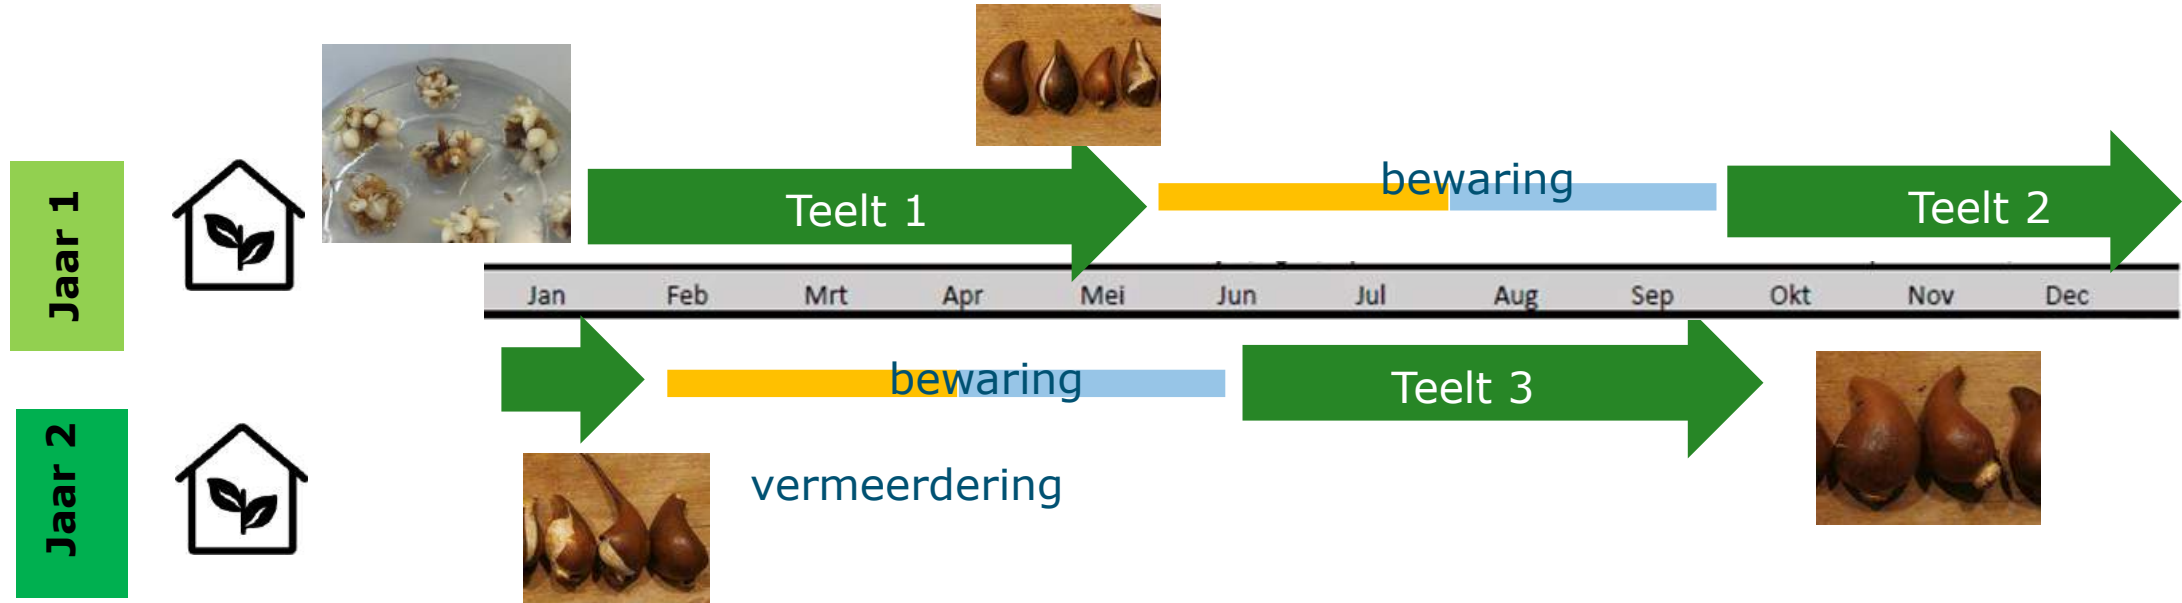 Jaar 1
Teelt 1
bewaring
Teelt 2
Jan Feb Mrt Apr Mei Jun Jul Aug Sep Okt Nov Dec
Jaar 2
bewaring
Teelt 3
vermeerdering